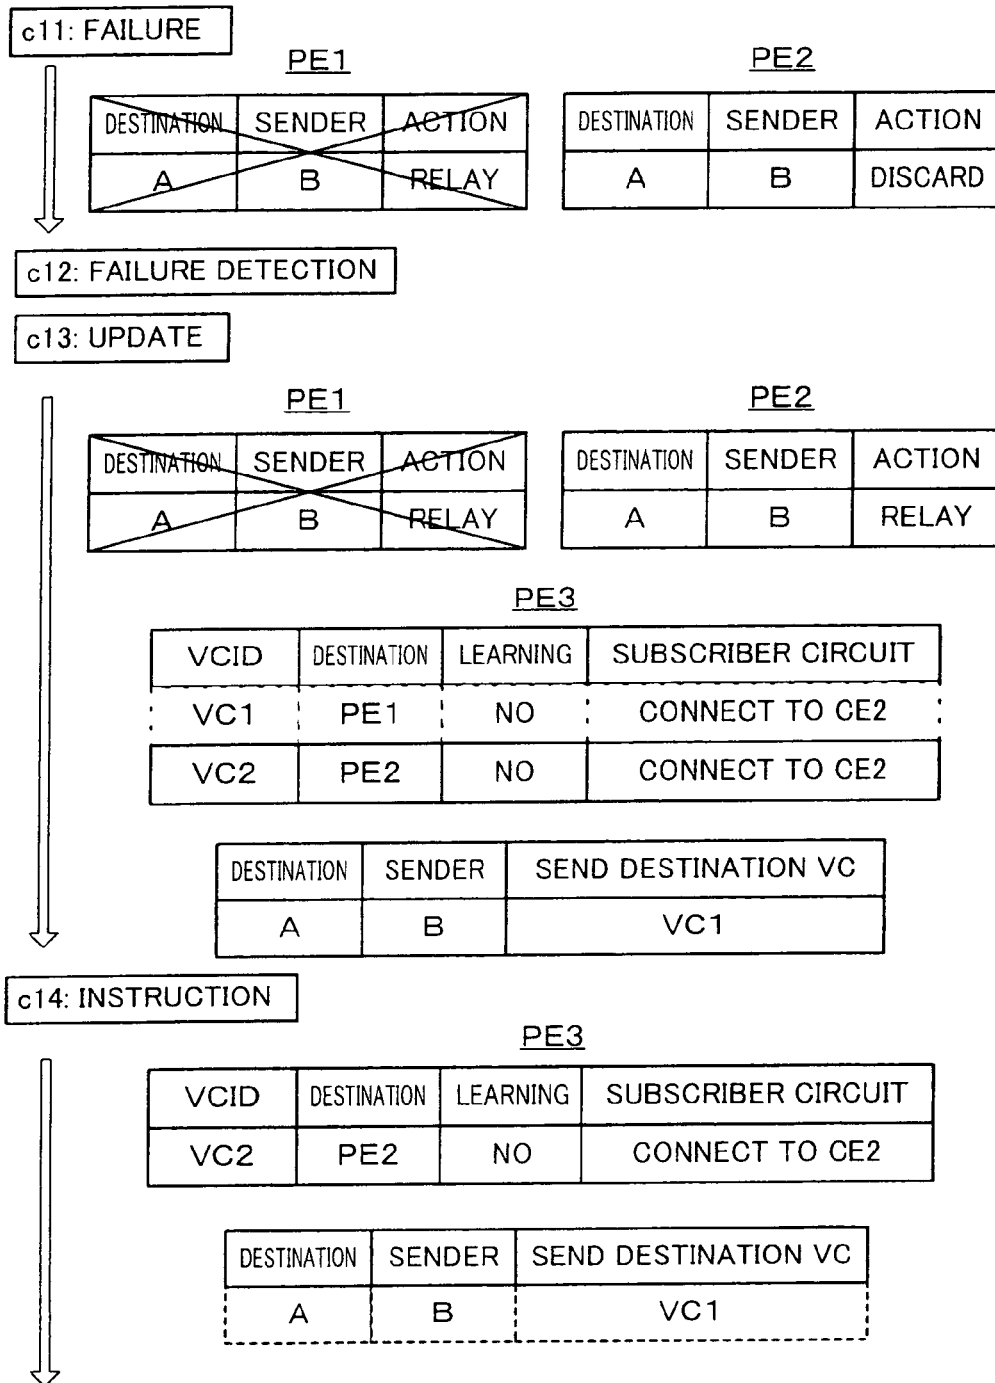 c11: FAILURE
PE1 PE2
DESTINATION SENDER ACTION DESTINATION SENDER ACTION
A B RELAY A B DISCARD
c12: FAILURE DETECTION
c13: UPDATE
PE1 PE2
DESTINATION SENDER ACTION DESTINATION SENDER ACTION
A B RELAY A B RELAY
PE3
VCID DESTINATION LEARNING SUBSCRIBER CIRCUIT
VC1 PE1 NO CONNECT TO CE2
VC2 PE2 NO CONNECT TO CE2
DESTINATION SENDER SEND DESTINATION VC
A B VC1
c14: INSTRUCTION
PE3
VCID DESTINATION LEARNING SUBSCRIBER CIRCUIT
VC2 PE2 NO CONNECT TO CE2
DESTINATION SENDER SEND DESTINATION VC
A B VC1